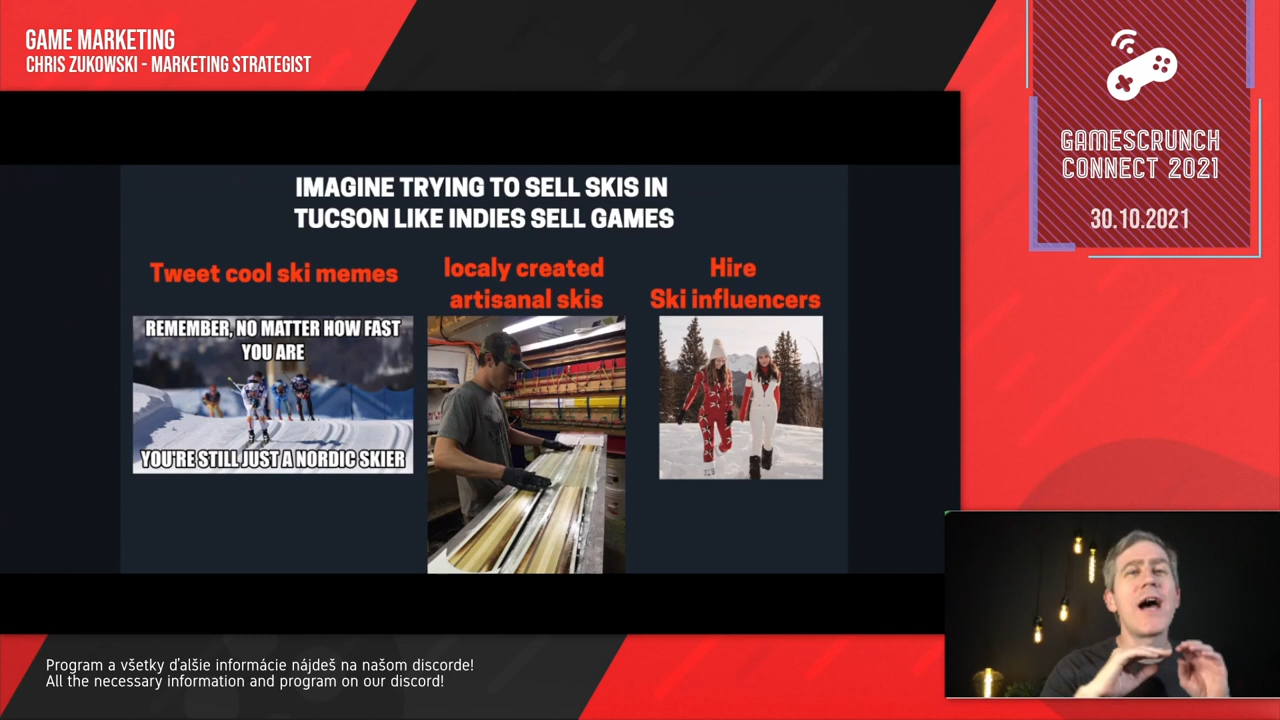 GAME MARKETING
CHRIS ZUKOWSKI - MARKETING STRATEGIST
GAMESCRUNCH
CONNECT 2021
30.10.2021
IMAGINE TRYING TO SELL SKIS IN
TUCSON LIKE INDIES SELL GAMES
Tweet cool ski memes
REMEMBER, NO MATTER HOW FAST
YOU ARE
YOU'RE STILL JUST A NORDIC SKIER
localy created
artisanal skis
Hire
Ski influencers
Program a všetky ďalšie informácie nájdeš na našom discorde!
All the necessary information and program on our discord!